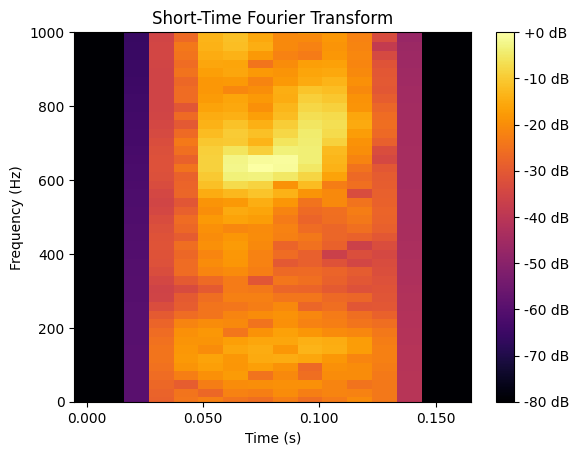 Short-Time Fourier Transform
1000
800
600
400
200
0
Frequency (Hz)
0.000
0.050
0.100
0.150
Time (s)
+0 dB
-10 dB
-20 dB
-30 dB
-40 dB
-50 dB
-60 dB
-70 dB
-80 dB